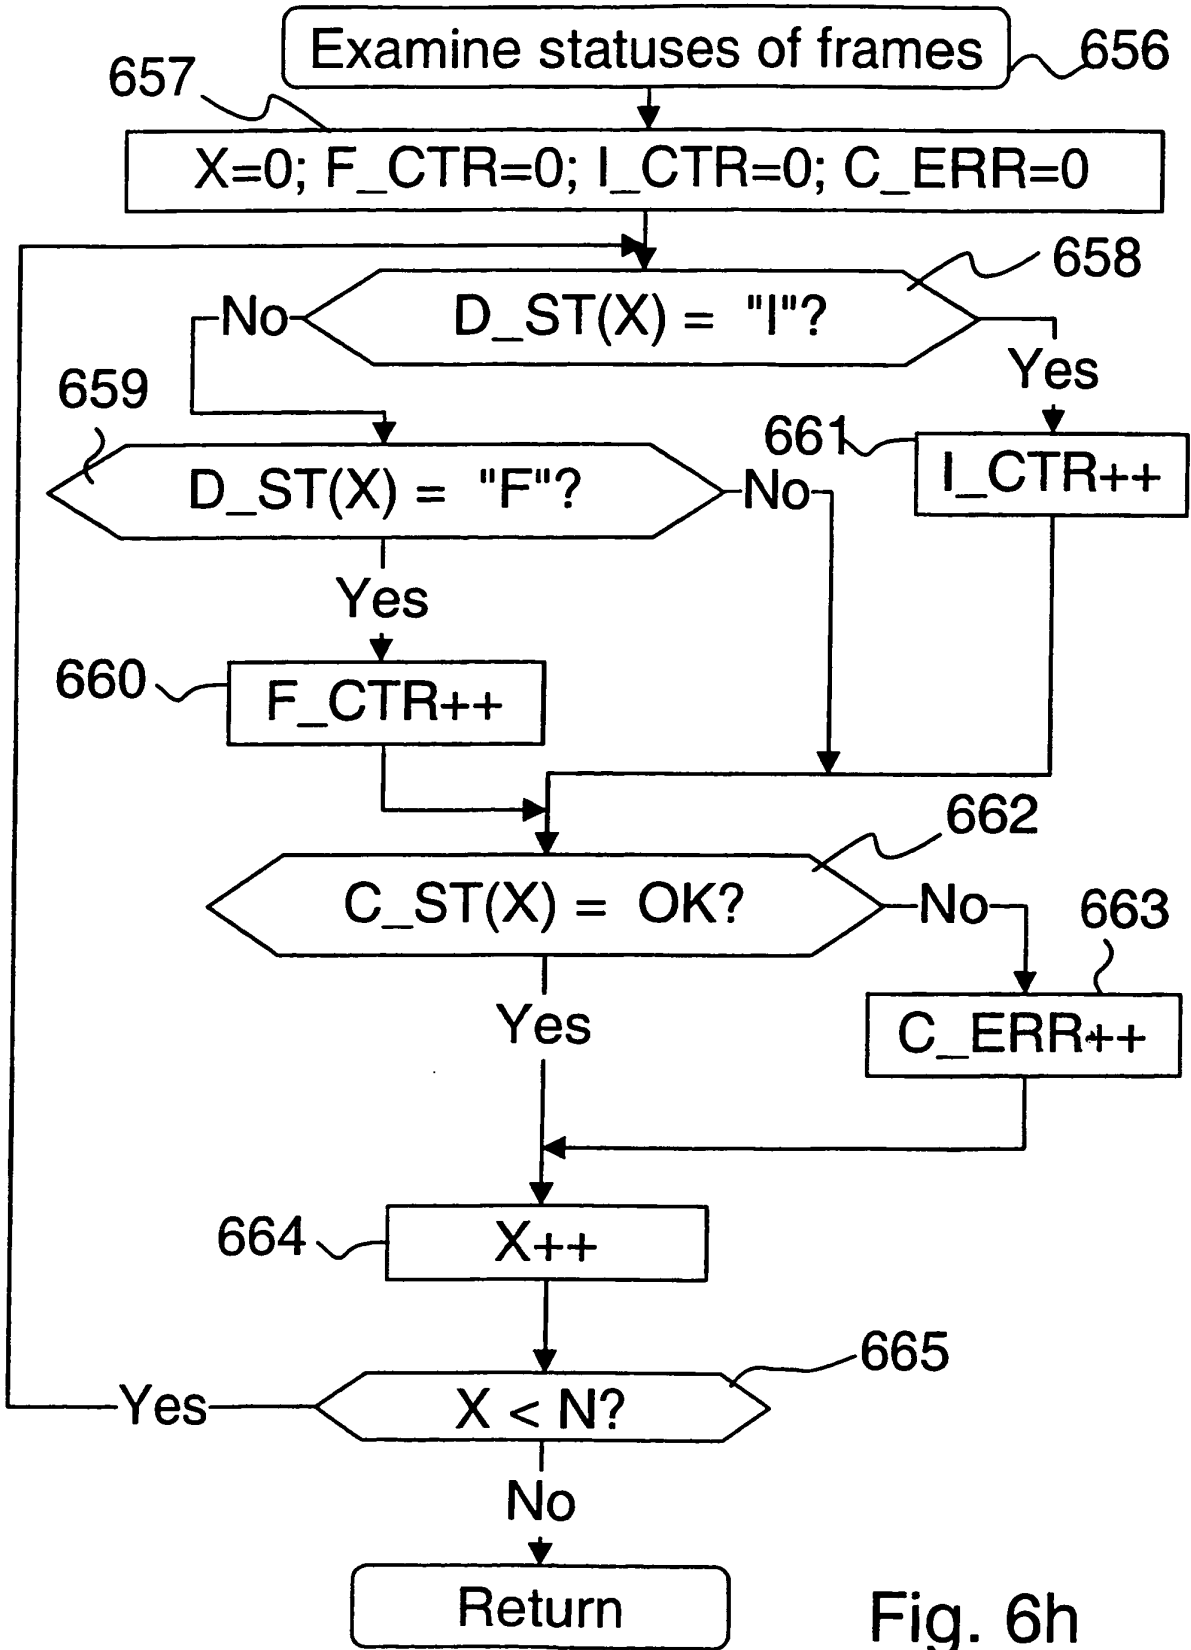 Examine statuses of frames
656
657
X=0; F_CTR=0; I_CTR=0; C_ERR=0
658
D_ST(X) = "I"?
No
Yes
659
D_ST(X) = "F"?
No
661
I_CTR++
Yes
660
F_CTR++
662
C_ST(X) = OK?
No
663
Yes
C_ERR++
664
X++
665
X < N?
Yes
No
Return
Fig. 6h